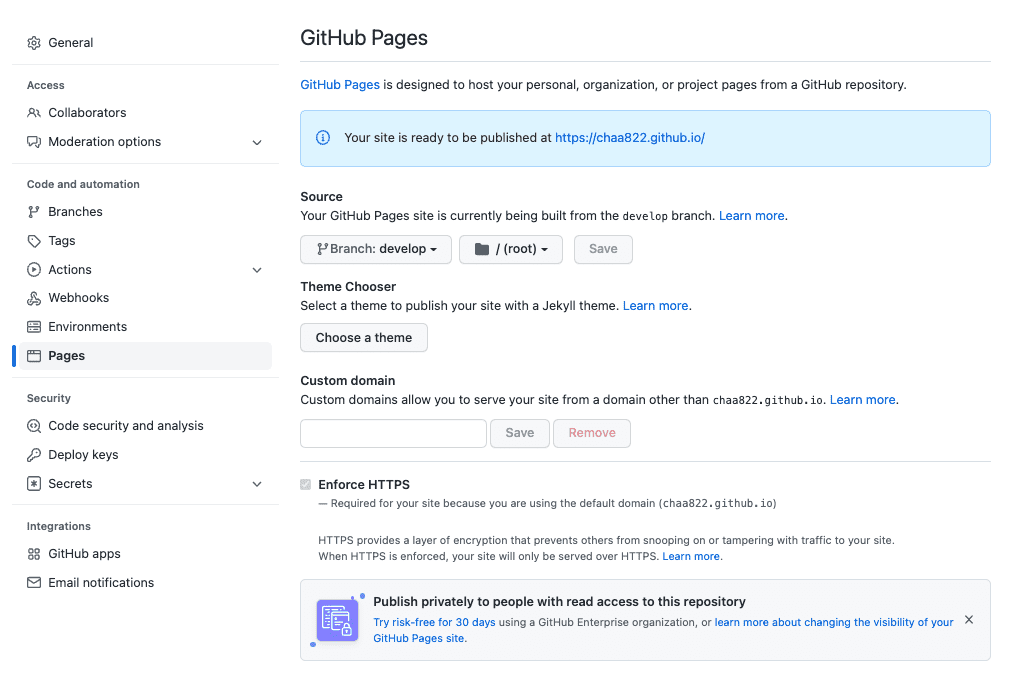 General
Access
Collaborators
Moderation options
Code and automation
Branches
Tags
Actions
Webhooks
Environments
Pages
Security
Code security and analysis
Deploy keys
Secrets
Integrations
GitHub apps
Email notifications
GitHub Pages
GitHub Pages is designed to host your personal, organization, or project pages from a GitHub repository.
Your site is ready to be published at https://chaa822.github.io/
Source
Your GitHub Pages site is currently being built from the develop branch. Learn more.
Branch: develop / (root) Save
Theme Chooser
Select a theme to publish your site with a Jekyll theme. Learn more.
Choose a theme
Custom domain
Custom domains allow you to serve your site from a domain other than chaa822.github.io. Learn more.
Save Remove
Enforce HTTPS
— Required for your site because you are using the default domain (chaa822.github.io)
HTTPS provides a layer of encryption that prevents others from snooping on or tampering with traffic to your site.
When HTTPS is enforced, your site will only be served over HTTPS. Learn more.
Publish privately to people with read access to this repository
Try risk-free for 30 days using a GitHub Enterprise organization, or learn more about changing the visibility of your
GitHub Pages site.